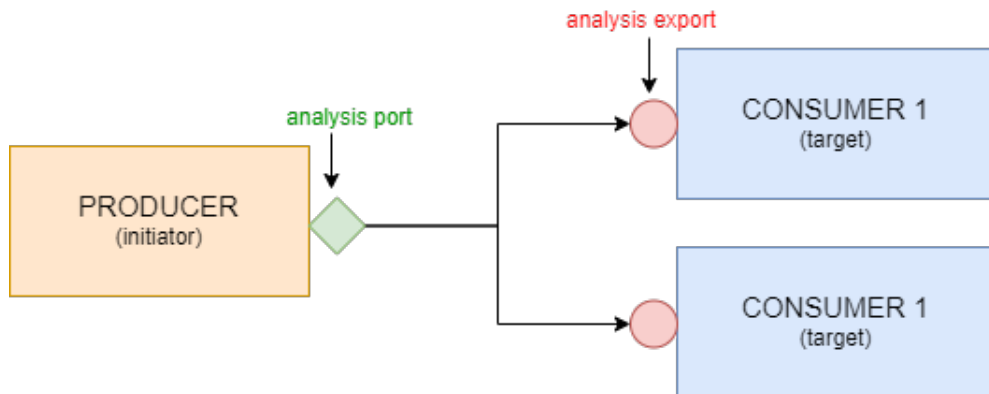 analysis export
CONSUMER 1
(target)
analysis port
PRODUCER
(initiator)
CONSUMER 1
(target)